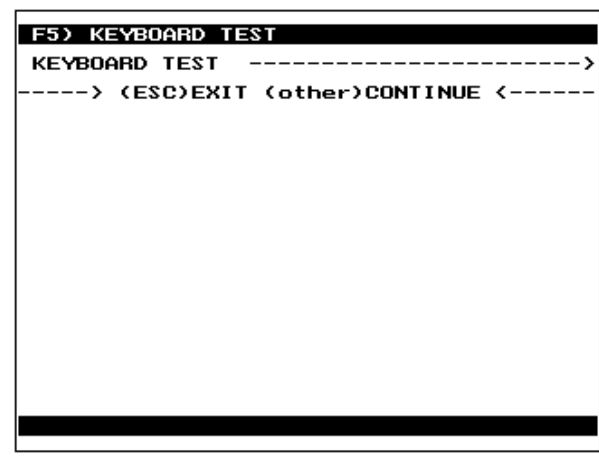 F5) KEYBOARD TEST
KEYBOARD TEST ----------------------->
-----> (ESC)EXIT (other)CONTINUE <------